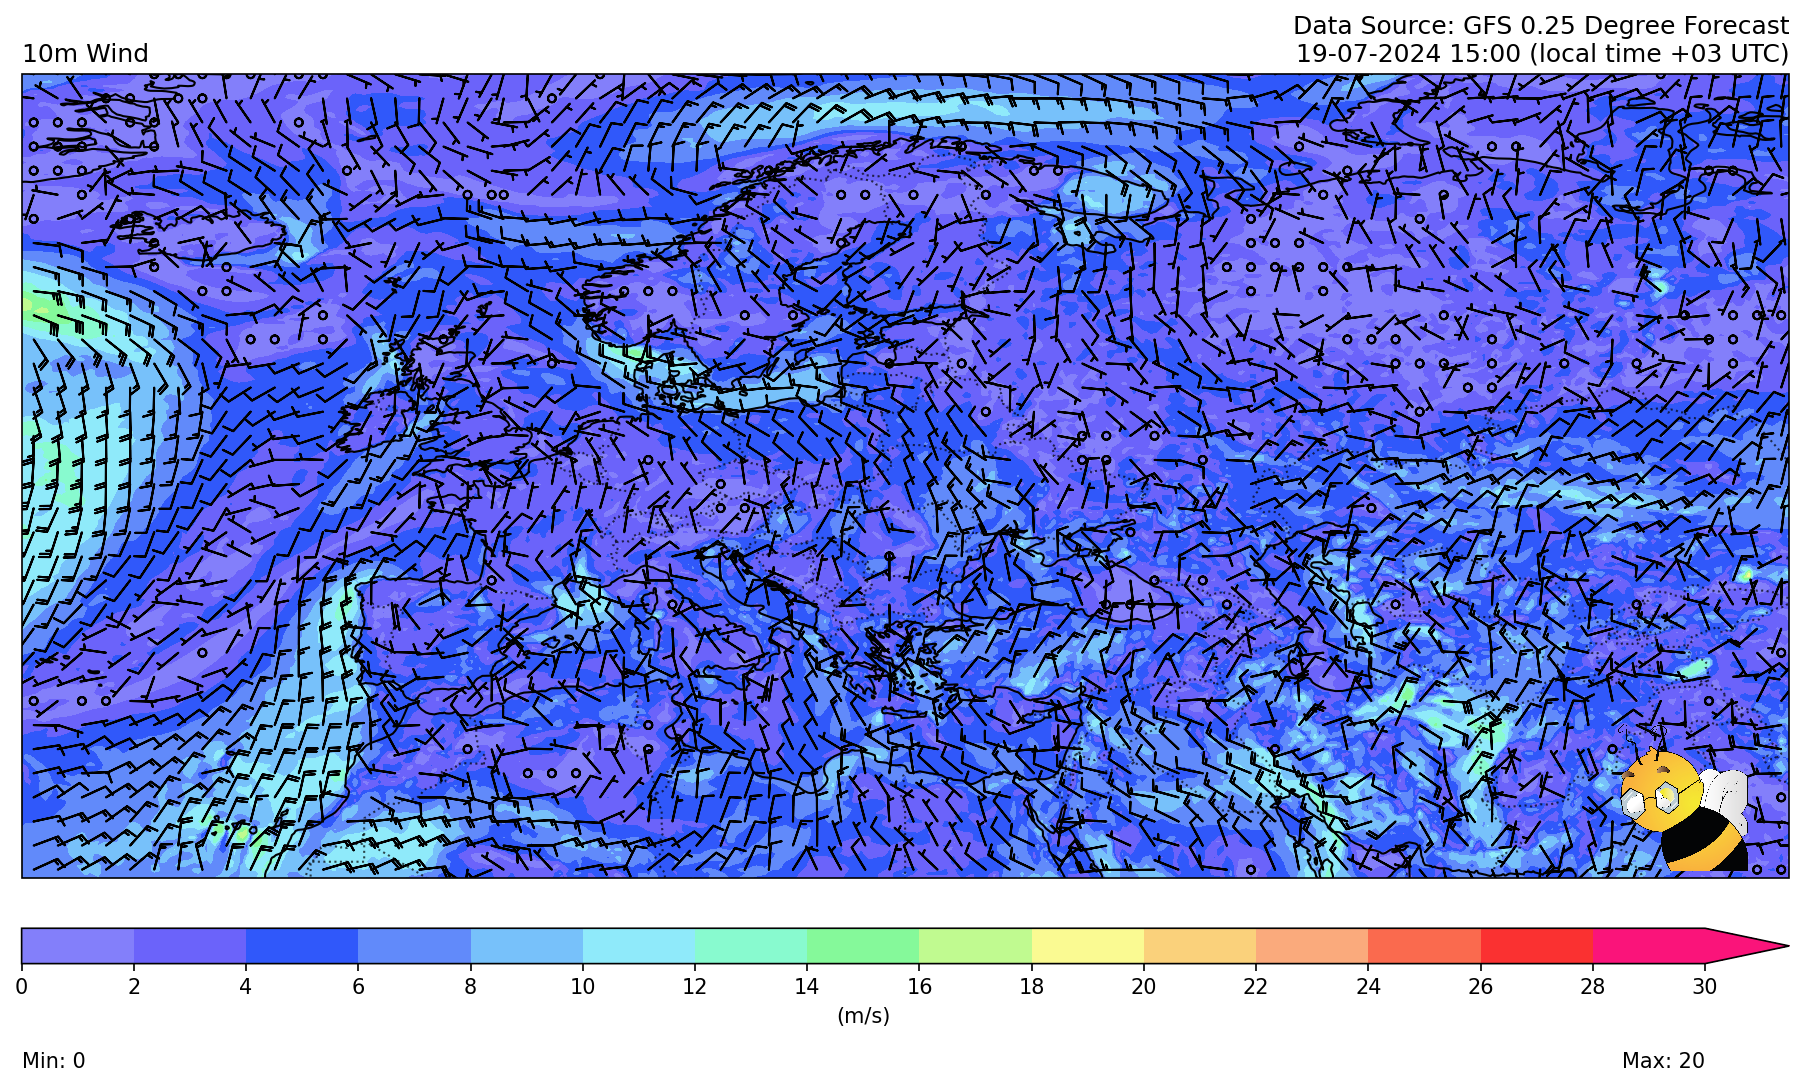 Data Source: GFS 0.25 Degree Forecast
10m Wind
19-07-2024 15:00 (local time +03 UTC)
0 2 4 6 8 10 12 14 16 18 20 22 24 26 28 30
(m/s)
Min: 0
Max: 20